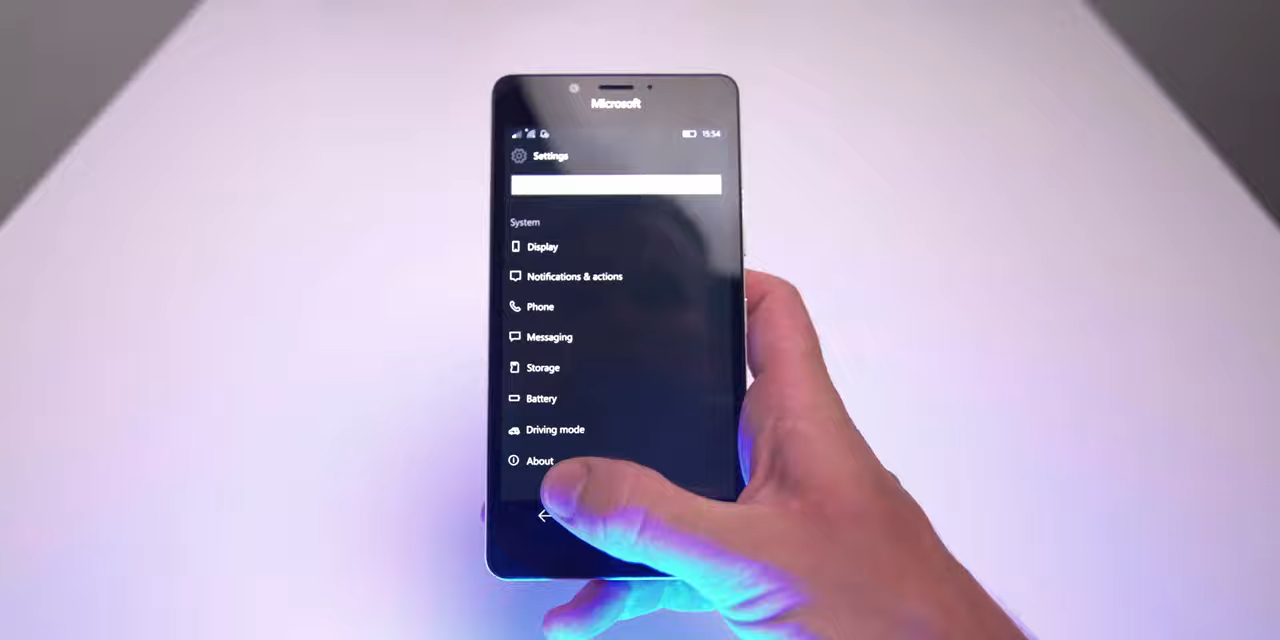 Microsoft
15:54
Settings
System
Display
Notifications & actions
Phone
Messaging
Storage
Battery
Driving mode
About